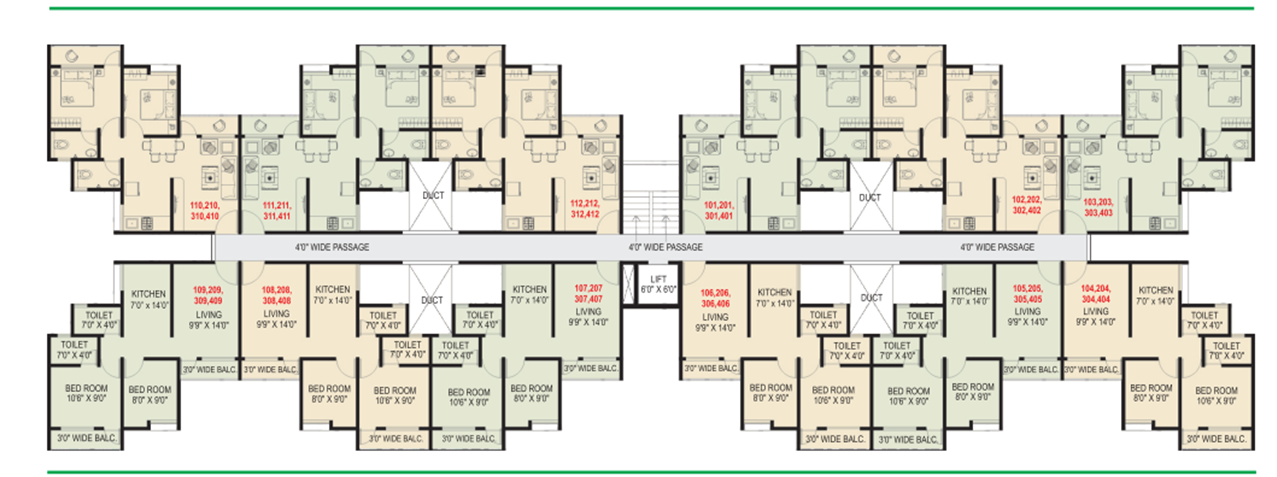 110,210,
310,410
111,211,
311,411
DUCT
112,212,
312,412
101,201,
301,401
DUCT
102,202,
302,402
103,203,
303,403
4'0" WIDE PASSAGE
4'0" WIDE PASSAGE
4'0" WIDE PASSAGE
KITCHEN
7'0" x 14'0"
109,209,
309,409
LIVING
9'9" X 14'0"
108,208,
308,408
LIVING
9'9" X 14'0"
KITCHEN
7'0" x 14'0"
DUCT
KITCHEN
7'0" x 14'0"
107,207
307,407
LIVING
9'9" X 14'0"
LIFT
6'0" X 6'0"
106,206,
306,406
LIVING
9'9" X 14'0"
KITCHEN
7'0" x 14'0"
DUCT
KITCHEN
7'0" x 14'0"
105,205,
305,405
LIVING
9'9" X 14'0"
104,204,
304,404
LIVING
9'9" X 14'0"
KITCHEN
7'0" x 14'0"
TOILET
7'0" X 4'0"
TOILET
7'0" X 4'0"
TOILET
7'0" X 4'0"
TOILET
7'0" X 4'0"
TOILET
7'0" X 4'0"
TOILET
7'0" X 4'0"
TOILET
7'0" X 4'0"
TOILET
7'0" X 4'0"
TOILET
7'0" X 4'0"
TOILET
7'0" X 4'0"
TOILET
7'0" X 4'0"
TOILET
7'8" X 4'0"
3'0" WIDE BALC.
3'0" WIDE BALC.
3'0" WIDE BALC.
3'0" WIDE BALC.
3'0" WIDE BALC.
3'0" WIDE BALC.
BED ROOM
10'6" X 9'0"
BED ROOM
8'0" X 9'0"
BED ROOM
8'0" X 9'0"
BED ROOM
10'6" X 9'0"
BED ROOM
10'6" X 9'0"
BED ROOM
8'0" X 9'0"
BED ROOM
8'0" X 9'0"
BED ROOM
10'6" X 9'0"
BED ROOM
10'6" X 9'0"
BED ROOM
8'0" X 9'0"
BED ROOM
8'0" X 9'0"
BED ROOM
10'6" X 9'0"
3'0" WIDE BALC.
3'0" WIDE BALC.
3'0" WIDE BALC.
3'0" WIDE BALC.
3'0" WIDE BALC.
3'0" WIDE BALC.